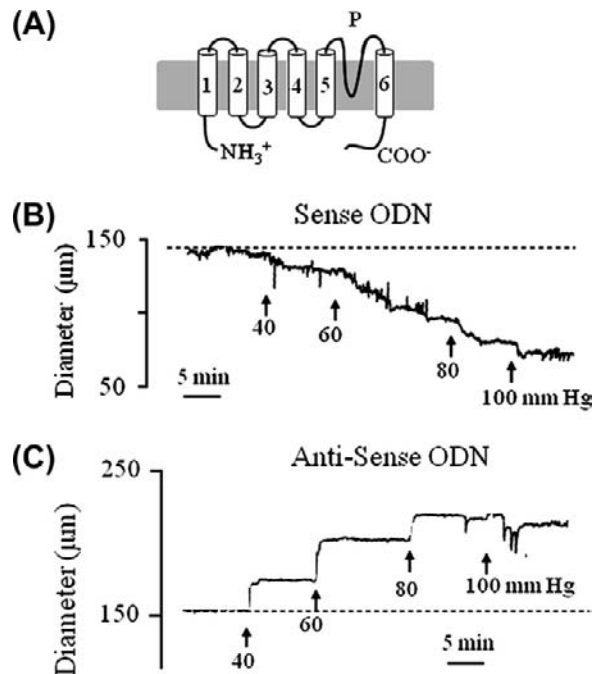 (A)
P
1 2 3 4 5 6
NH₃⁺ COO⁻
(B)
Sense ODN
Diameter (μm)
150
50
40
60
80
100 mm Hg
5 min
(C)
Anti-Sense ODN
Diameter (μm)
250
150
40
60
80
100 mm Hg
5 min